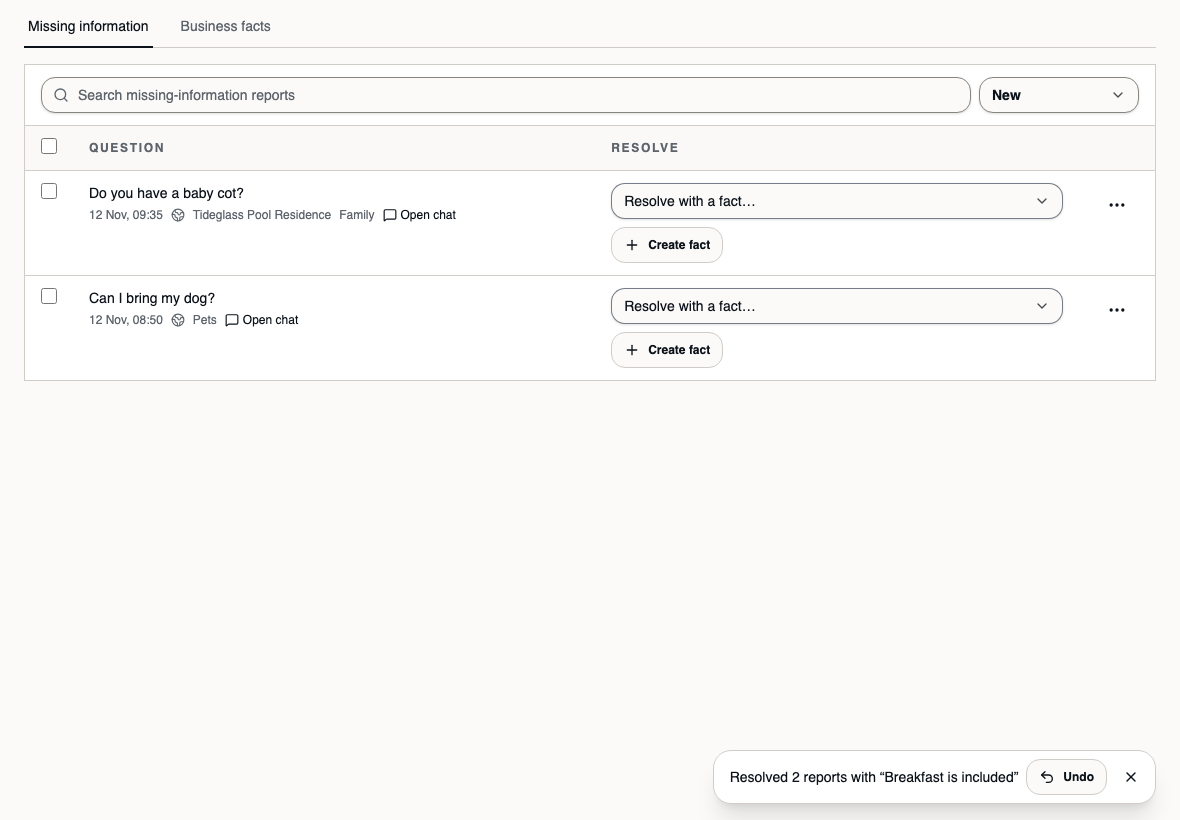 Missing information
Business facts
Search missing-information reports
New
QUESTION
RESOLVE
Do you have a baby cot?
12 Nov, 09:35 Tideglass Pool Residence Family Open chat
Resolve with a fact…
Create fact
Can I bring my dog?
12 Nov, 08:50 Pets Open chat
Resolve with a fact…
Create fact
Resolved 2 reports with “Breakfast is included”
Undo